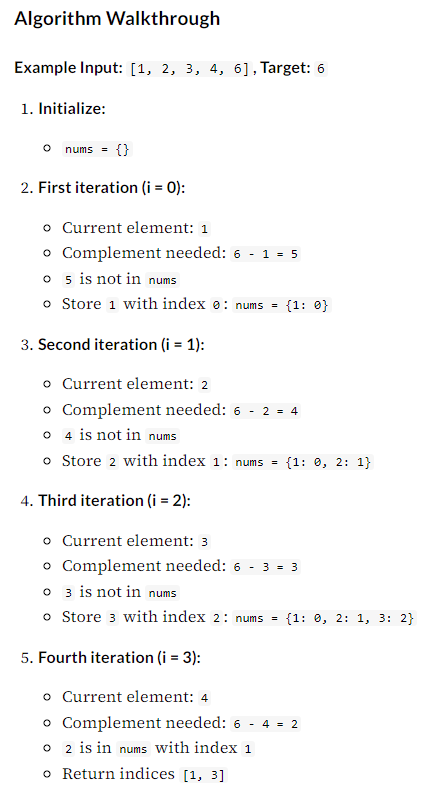 Algorithm Walkthrough
Example Input: [1, 2, 3, 4, 6], Target: 6
1. Initialize:
nums = {}
2. First iteration (i = 0):
Current element: 1
Complement needed: 6 - 1 = 5
5 is not in nums
Store 1 with index 0: nums = {1: 0}
3. Second iteration (i = 1):
Current element: 2
Complement needed: 6 - 2 = 4
4 is not in nums
Store 2 with index 1: nums = {1: 0, 2: 1}
4. Third iteration (i = 2):
Current element: 3
Complement needed: 6 - 3 = 3
3 is not in nums
Store 3 with index 2: nums = {1: 0, 2: 1, 3: 2}
5. Fourth iteration (i = 3):
Current element: 4
Complement needed: 6 - 4 = 2
2 is in nums with index 1
Return indices [1, 3]